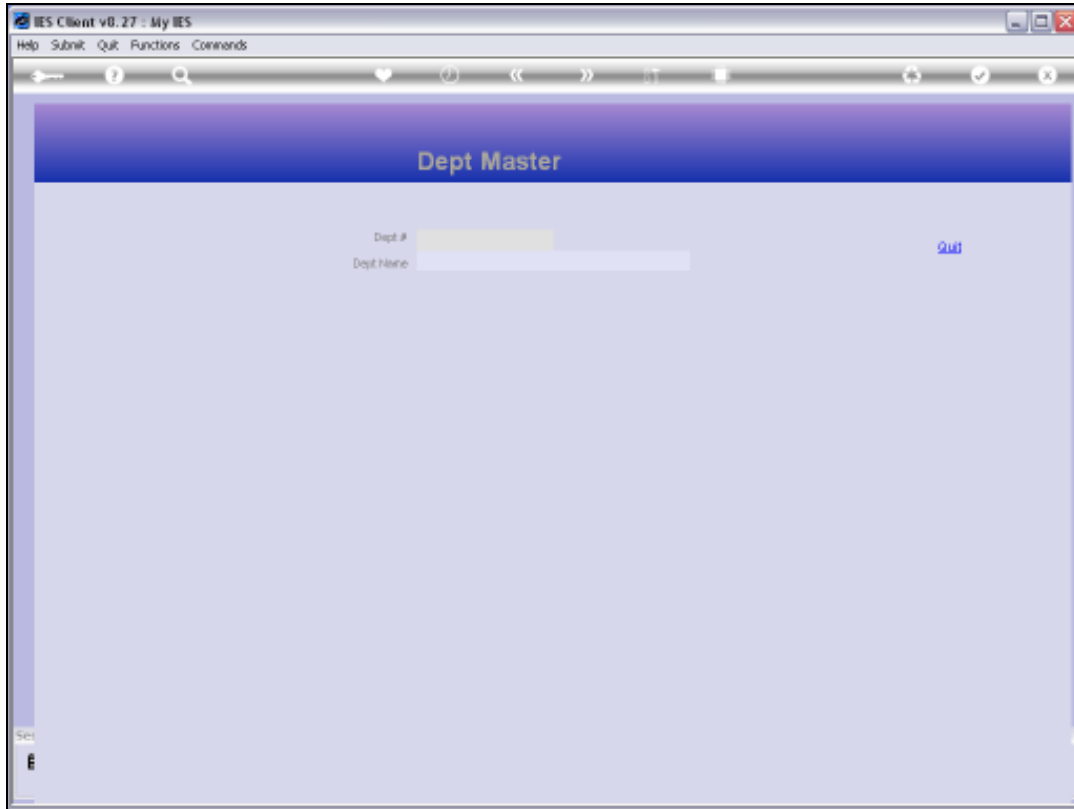 IES Client v8.27 : My IES
Help Submit Quit Functions Commands
Dept Master
Dept #
Quit
Dept Name